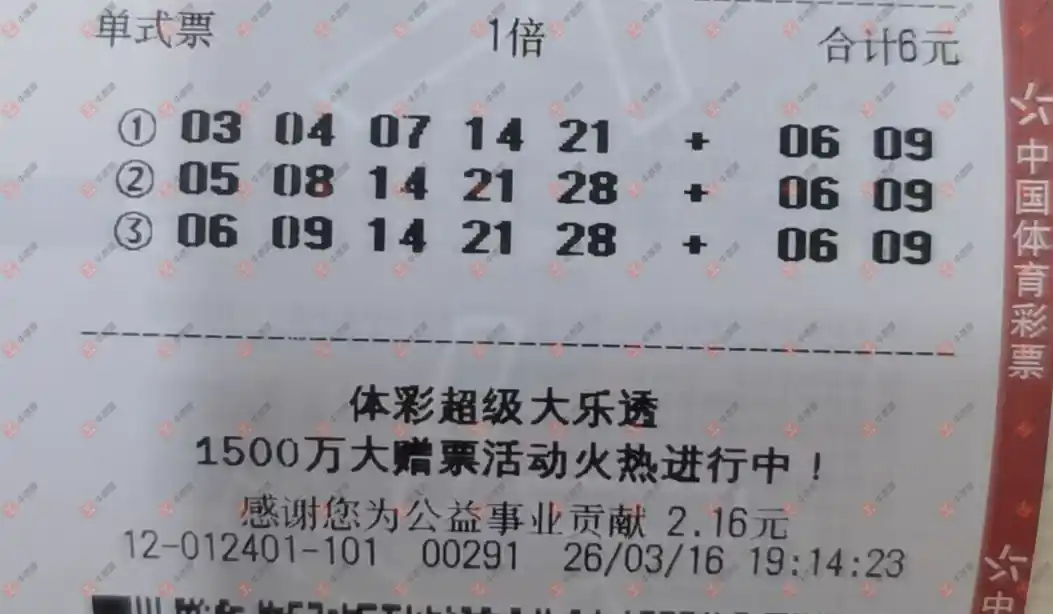 单式票 1倍 合计6元
① 03 04 07 14 21 + 06 09
② 05 08 14 21 28 + 06 09
③ 06 09 14 21 28 + 06 09
体彩超级大乐透
1500万大赠票活动火热进行中！
感谢您为公益事业贡献 2.16元
12-012401-101 00291 26/03/16 19:14:23
中国体育彩票
中